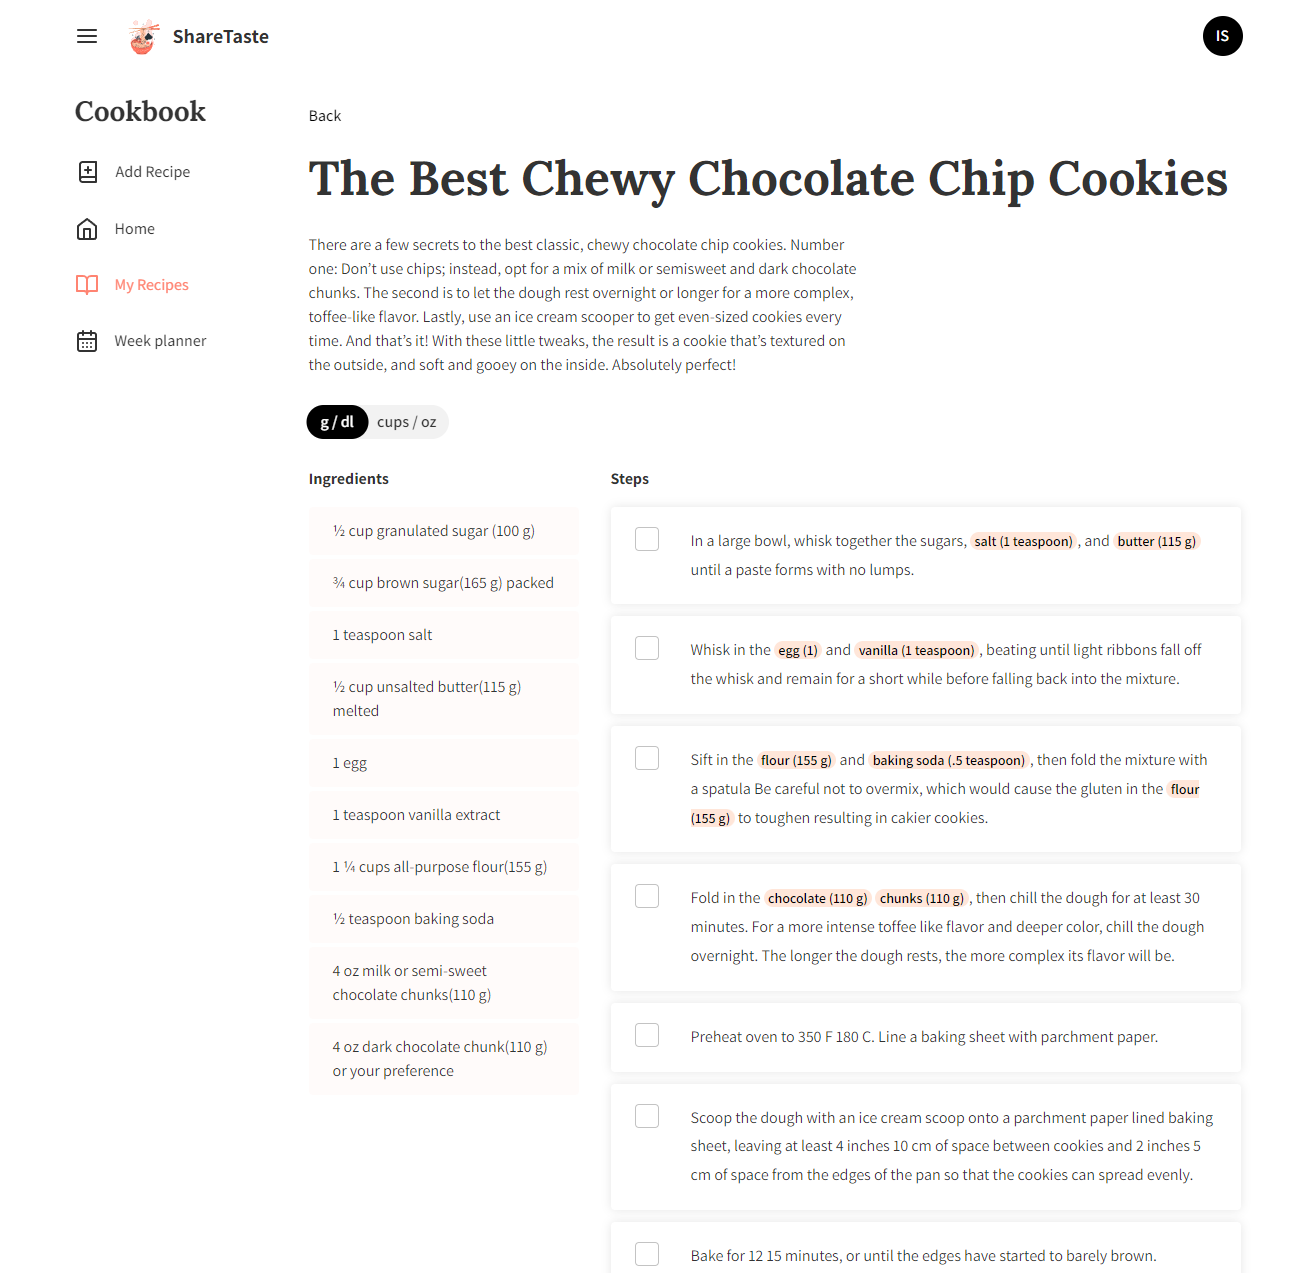 ShareTaste
IS
Cookbook
Add Recipe
Home
My Recipes
Week planner
Back
The Best Chewy Chocolate Chip Cookies
There are a few secrets to the best classic, chewy chocolate chip cookies. Number
one: Don’t use chips; instead, opt for a mix of milk or semisweet and dark chocolate
chunks. The second is to let the dough rest overnight or longer for a more complex,
toffee-like flavor. Lastly, use an ice cream scooper to get even-sized cookies every
time. And that’s it! With these little tweaks, the result is a cookie that’s textured on
the outside, and soft and gooey on the inside. Absolutely perfect!
g / dl
cups / oz
Ingredients
½ cup granulated sugar (100 g)
¾ cup brown sugar(165 g) packed
1 teaspoon salt
½ cup unsalted butter(115 g)
melted
1 egg
1 teaspoon vanilla extract
1 ¼ cups all-purpose flour(155 g)
½ teaspoon baking soda
4 oz milk or semi-sweet
chocolate chunks(110 g)
4 oz dark chocolate chunk(110 g)
or your preference
Steps
In a large bowl, whisk together the sugars, salt (1 teaspoon) , and butter (115 g)
until a paste forms with no lumps.
Whisk in the egg (1) and vanilla (1 teaspoon) , beating until light ribbons fall off
the whisk and remain for a short while before falling back into the mixture.
Sift in the flour (155 g) and baking soda (.5 teaspoon) , then fold the mixture with
a spatula Be careful not to overmix, which would cause the gluten in the flour
(155 g) to toughen resulting in cakier cookies.
Fold in the chocolate (110 g) chunks (110 g) , then chill the dough for at least 30
minutes. For a more intense toffee like flavor and deeper color, chill the dough
overnight. The longer the dough rests, the more complex its flavor will be.
Preheat oven to 350 F 180 C. Line a baking sheet with parchment paper.
Scoop the dough with an ice cream scoop onto a parchment paper lined baking
sheet, leaving at least 4 inches 10 cm of space between cookies and 2 inches 5
cm of space from the edges of the pan so that the cookies can spread evenly.
Bake for 12 15 minutes, or until the edges have started to barely brown.